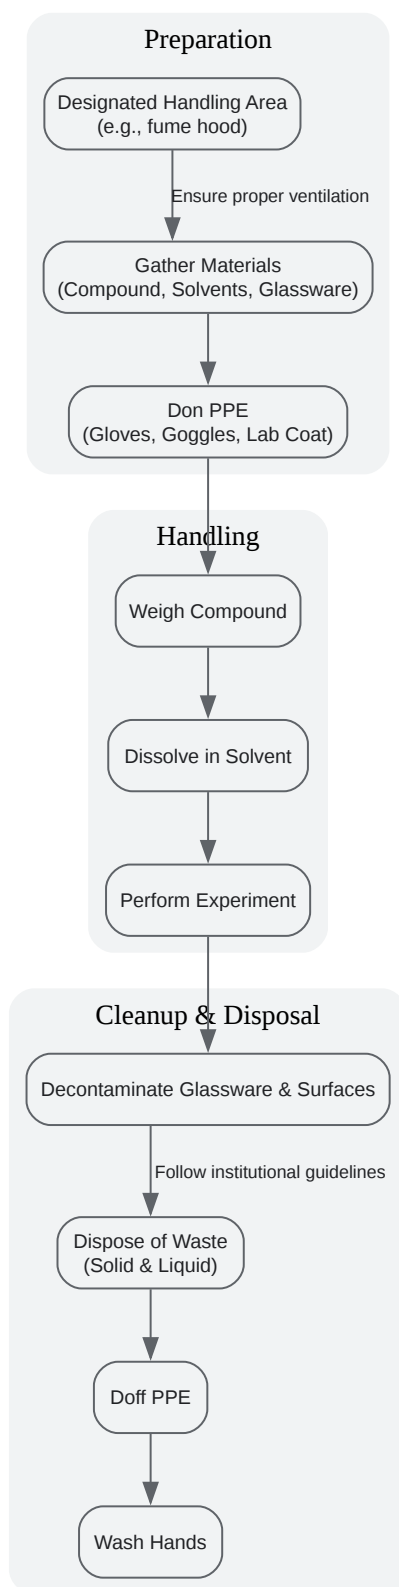 Preparation
Designated Handling Area
(e.g., fume hood)
Ensure proper ventilation
Gather Materials
(Compound, Solvents, Glassware)
Don PPE
(Gloves, Goggles, Lab Coat)
Handling
Weigh Compound
Dissolve in Solvent
Perform Experiment
Cleanup & Disposal
Decontaminate Glassware & Surfaces
Follow institutional guidelines
Dispose of Waste
(Solid & Liquid)
Doff PPE
Wash Hands